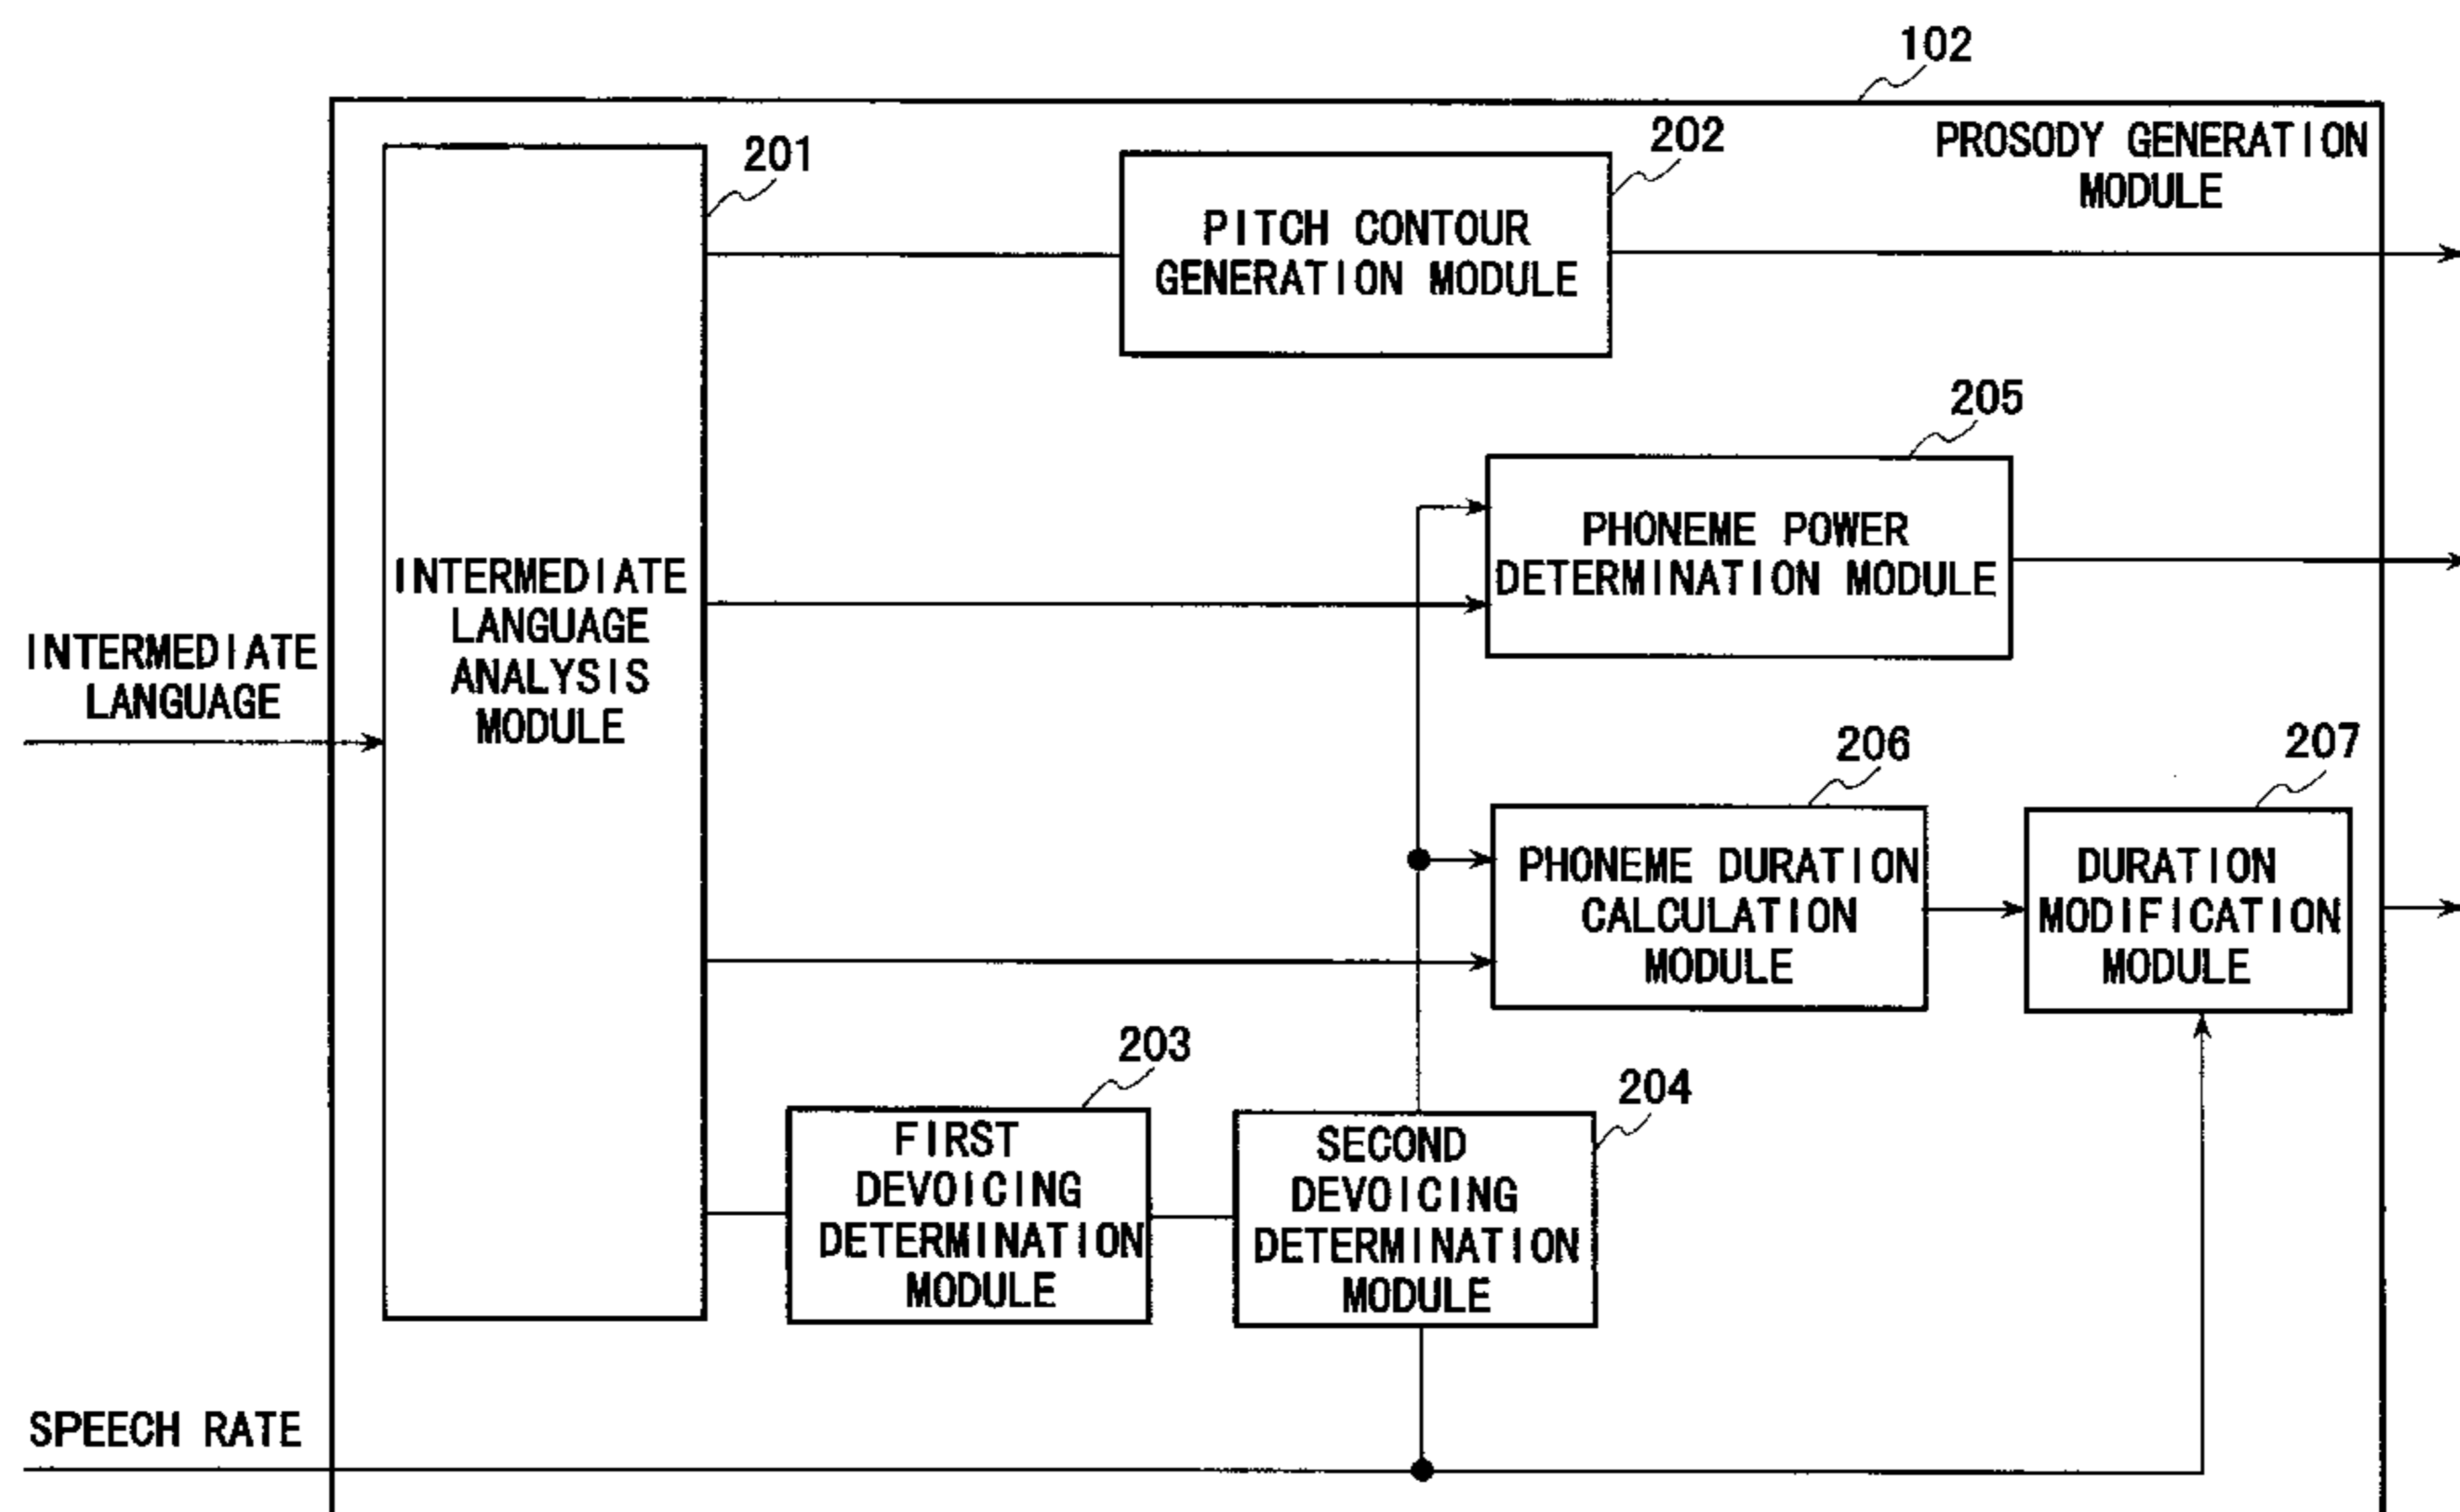 102
PROSODY GENERATION
MODULE
201
202
PITCH CONTOUR
GENERATION MODULE
205
PHONEME POWER
DETERMINATION MODULE
INTERMEDIATE
LANGUAGE
ANALYSIS
MODULE
INTERMEDIATE
LANGUAGE
206
PHONEME DURATION
CALCULATION
MODULE
207
DURATION
MODIFICATION
MODULE
203
FIRST
DEVOICING
DETERMINATION
MODULE
204
SECOND
DEVOICING
DETERMINATION
MODULE
SPEECH RATE